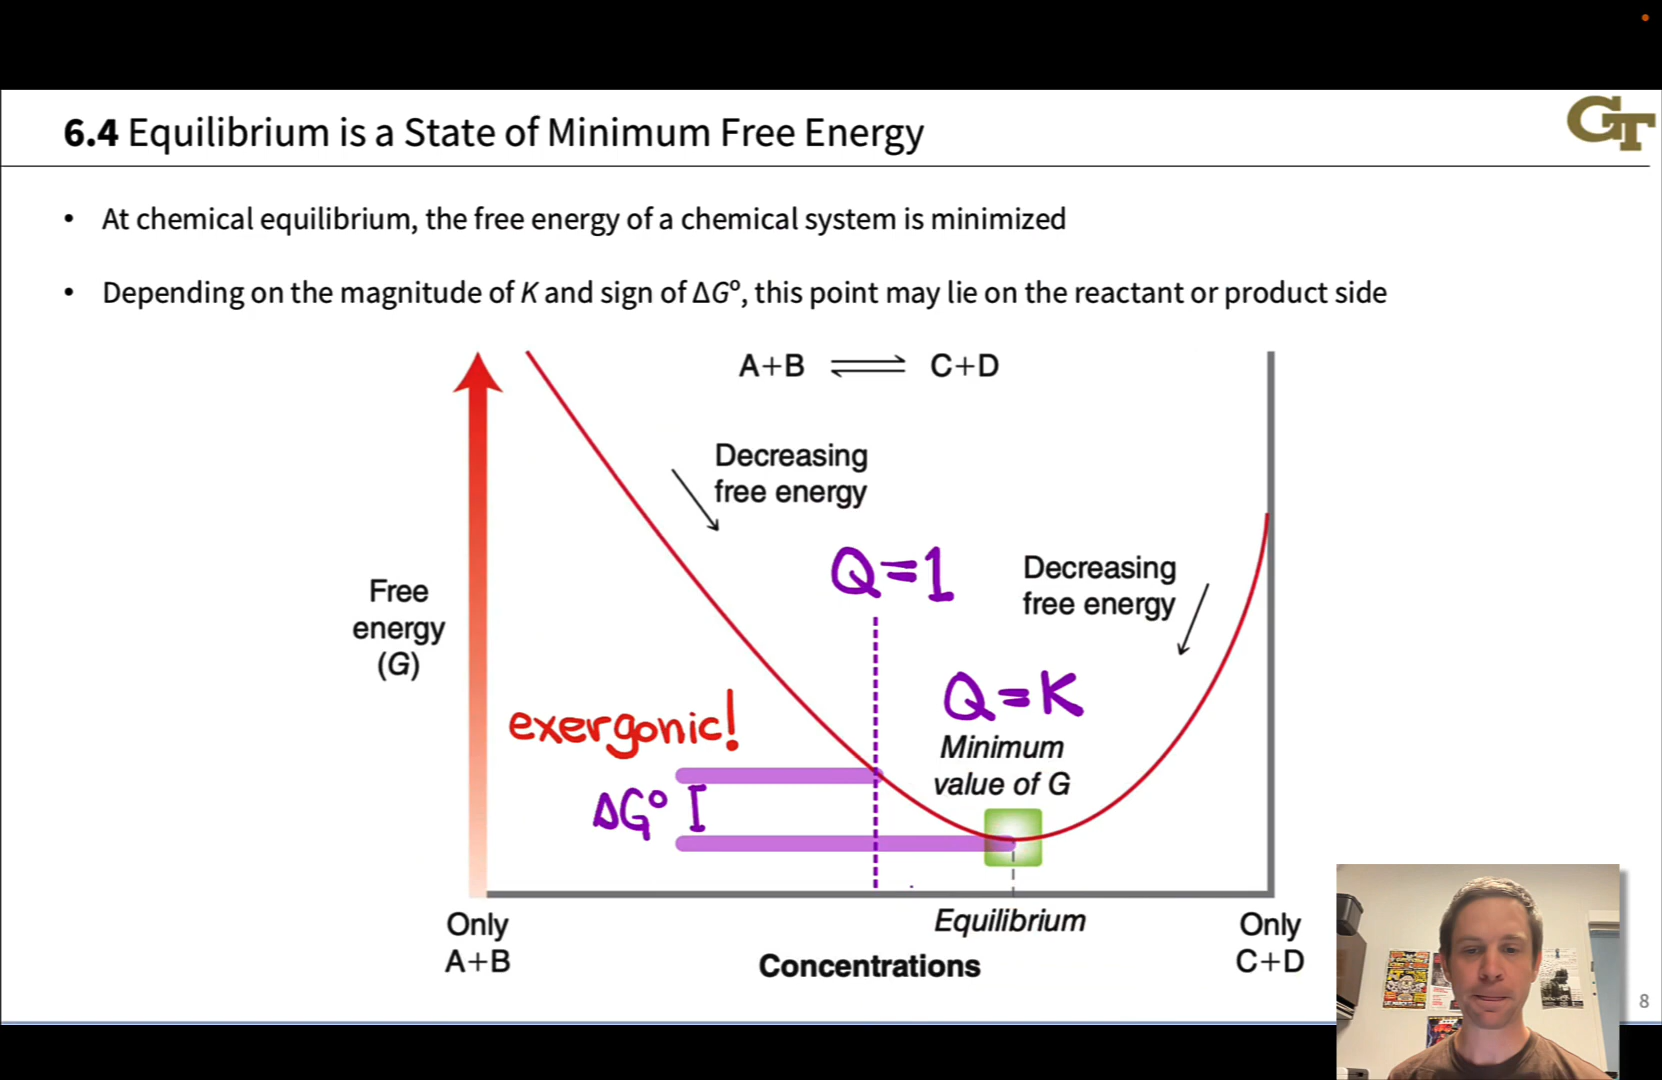 6.4 Equilibrium is a State of Minimum Free Energy
GT
• At chemical equilibrium, the free energy of a chemical system is minimized
• Depending on the magnitude of K and sign of ΔG°, this point may lie on the reactant or product side
A+B ⇌ C+D
Decreasing
free energy
Q=1
Decreasing
free energy
Free
energy
(G)
Q=K
exergonic!
Minimum
value of G
ΔG°
Equilibrium
Only
A+B
Concentrations
Only
C+D
8